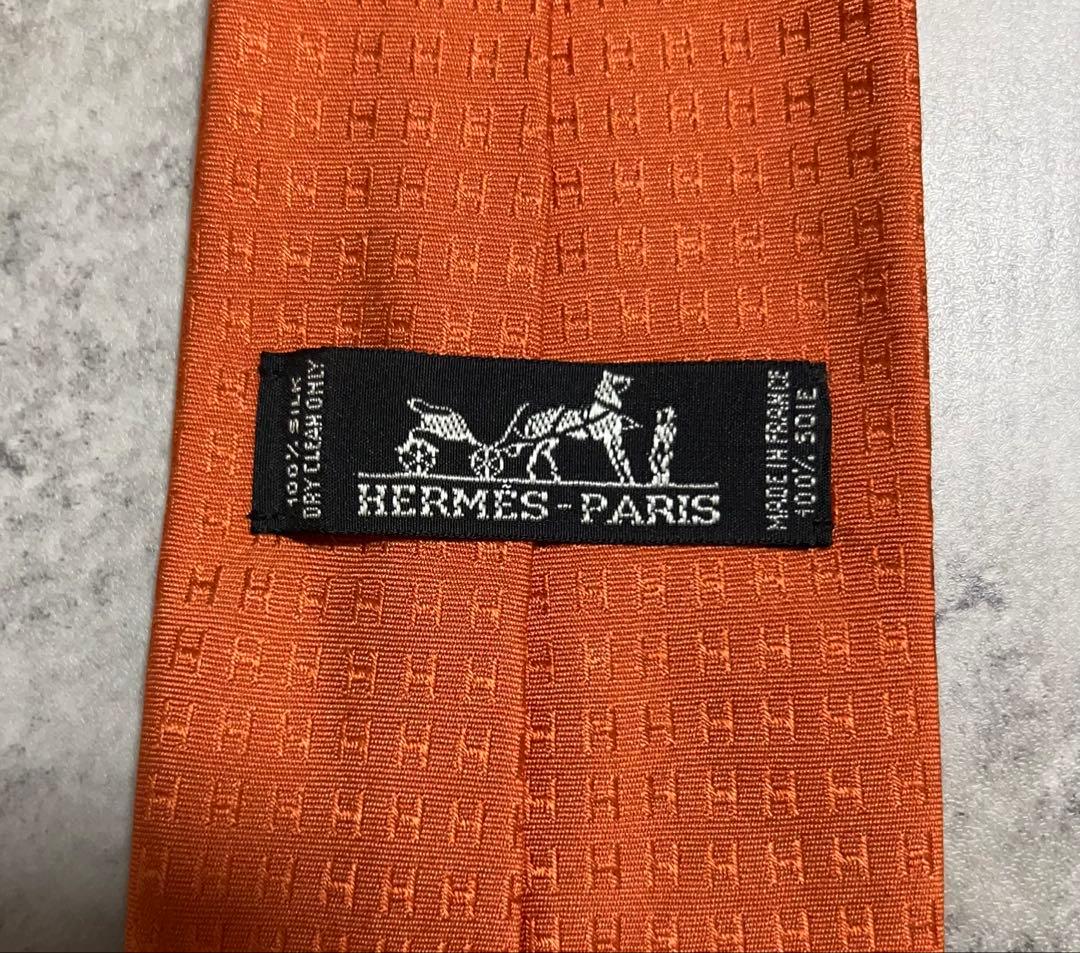 100% SILK
DRY CLEAN ONLY
HERMÈS-PARIS
MADE IN FRANCE
100% SOIE